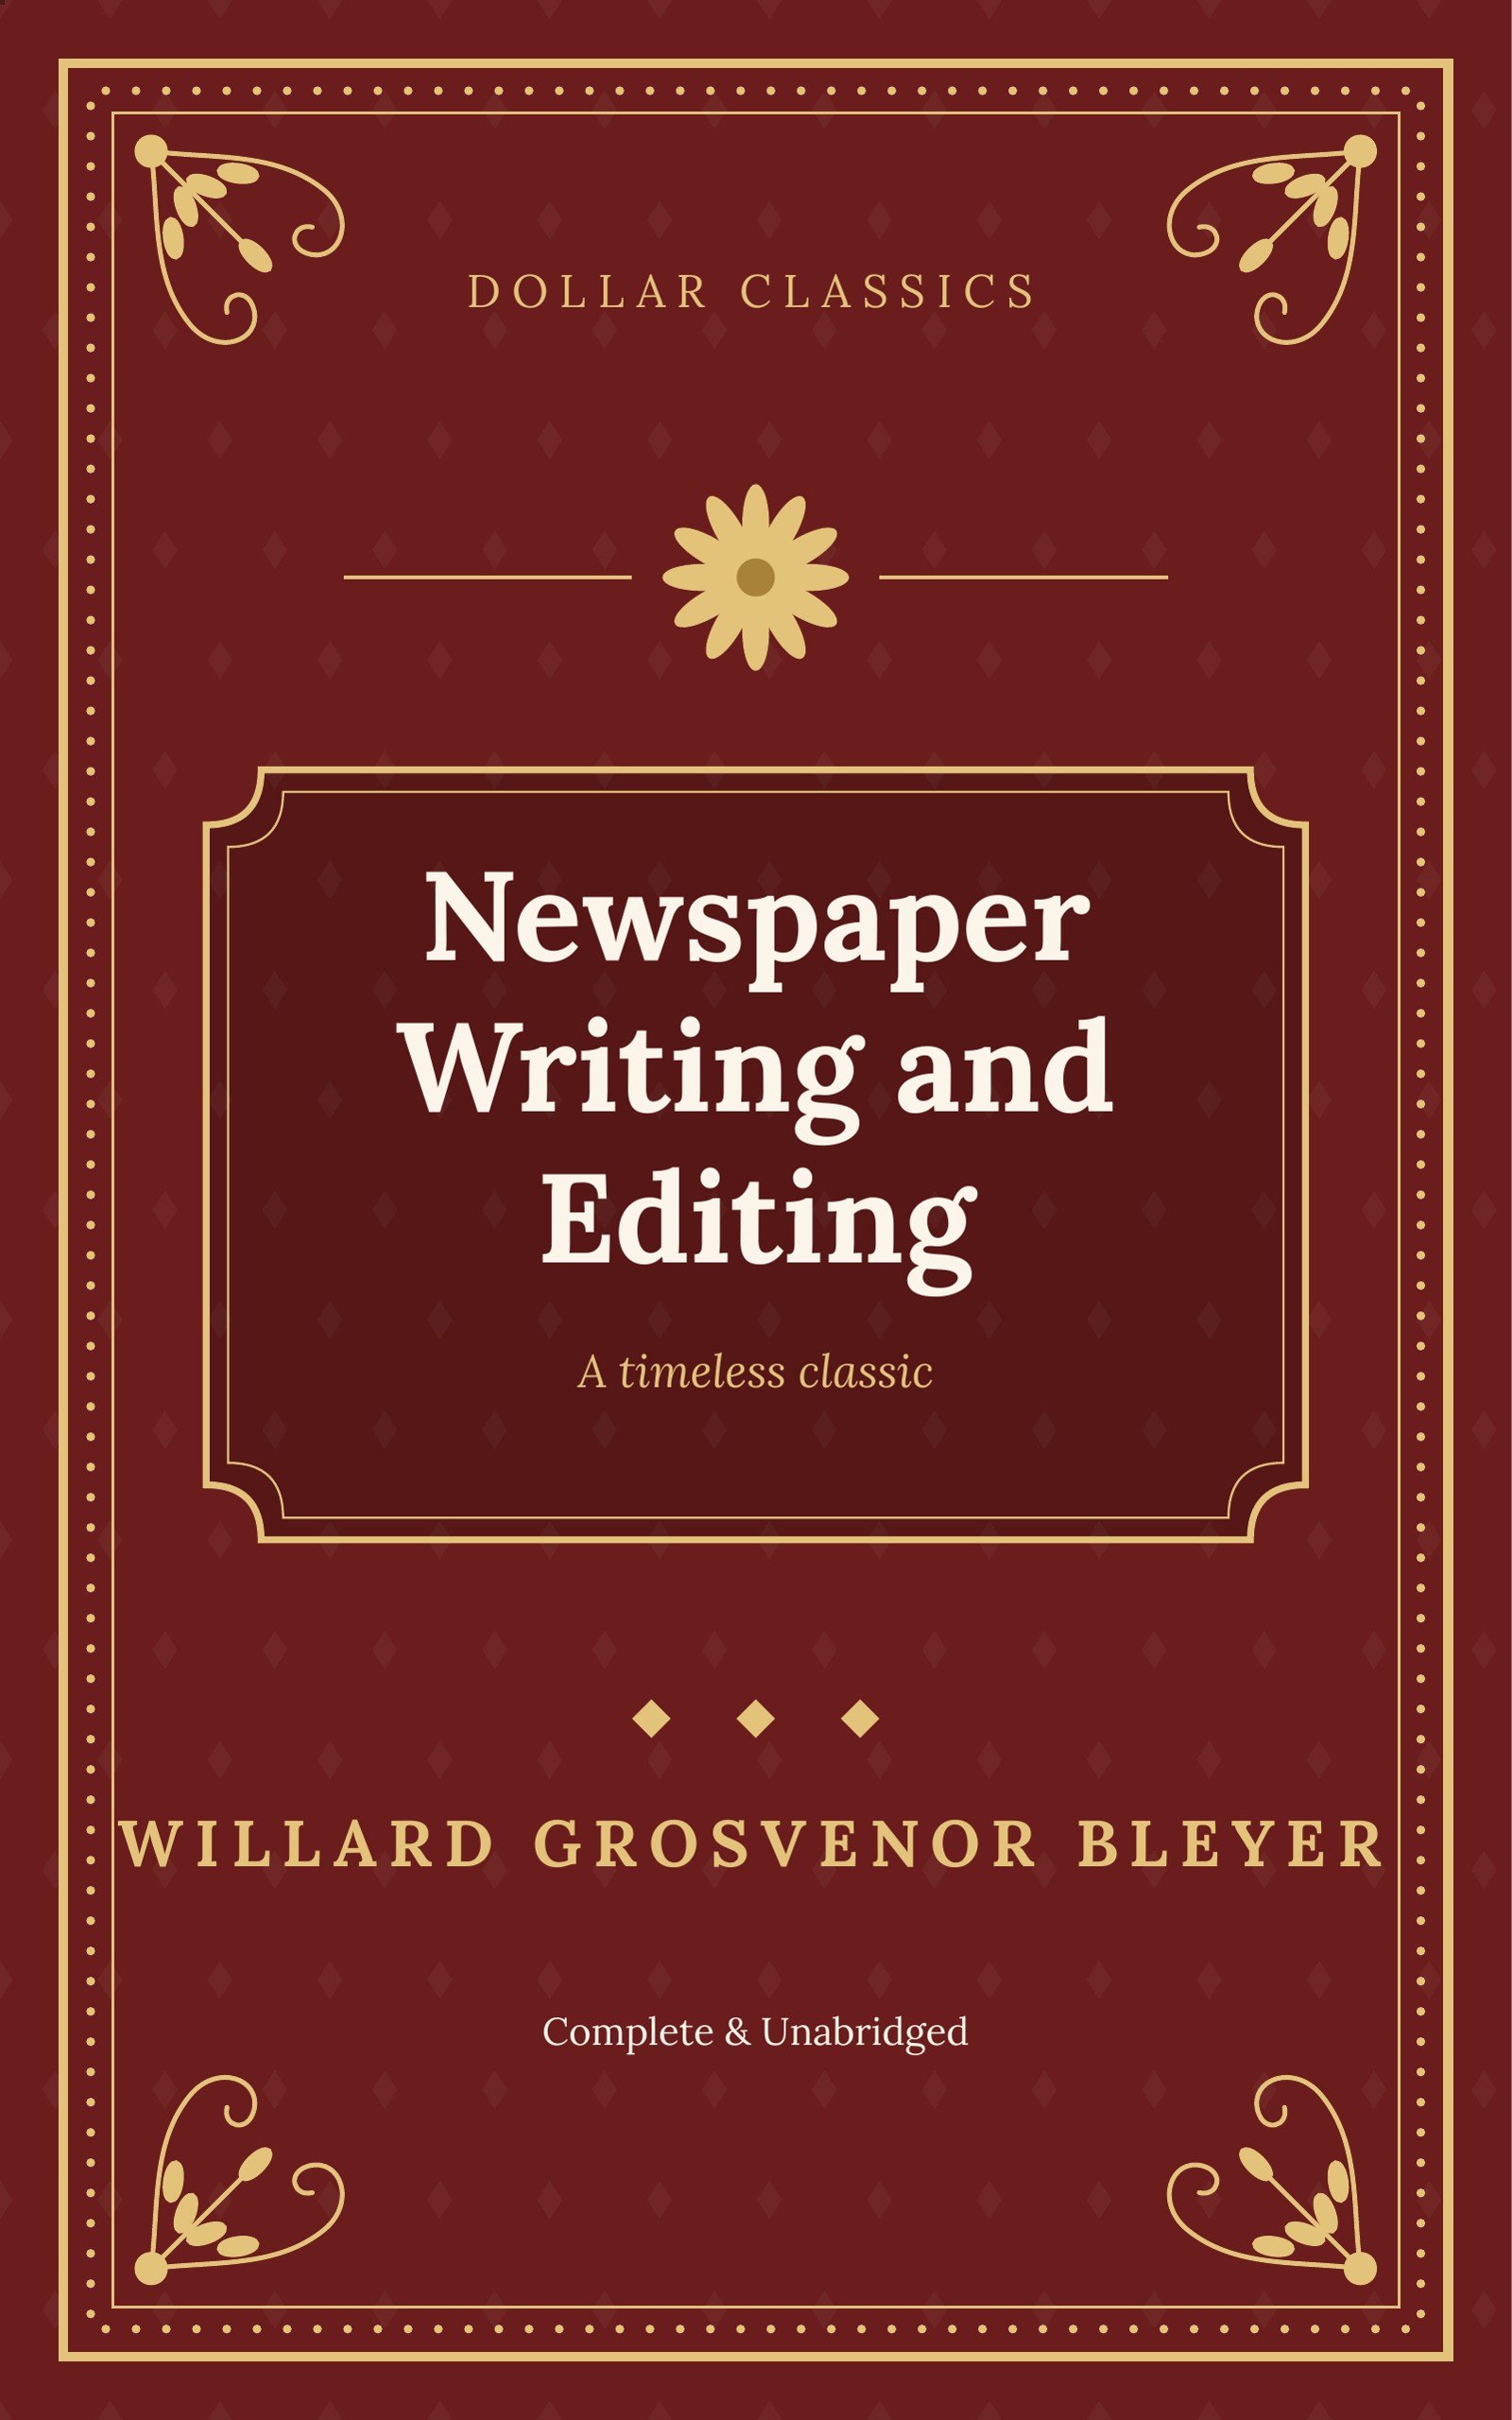 DOLLAR CLASSICS
Newspaper
Writing and
Editing
A timeless classic
WILLARD GROSVENOR BLEYER
Complete & Unabridged